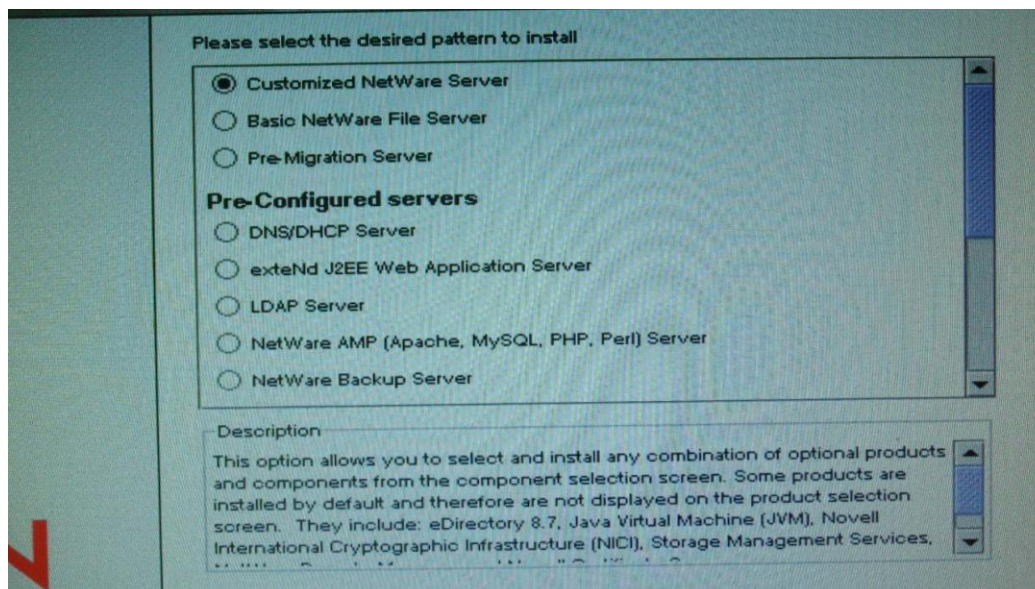 Please select the desired pattern to install
Customized NetWare Server
Basic NetWare File Server
Pre-Migration Server
Pre-Configured servers
DNS/DHCP Server
exteNd J2EE Web Application Server
LDAP Server
NetWare AMP (Apache, MySQL, PHP, Perl) Server
NetWare Backup Server
Description
This option allows you to select and install any combination of optional products
and components from the component selection screen. Some products are
installed by default and therefore are not displayed on the product selection
screen. They include: eDirectory 8.7, Java Virtual Machine (JVM), Novell
International Cryptographic Infrastructure (NICI), Storage Management Services,